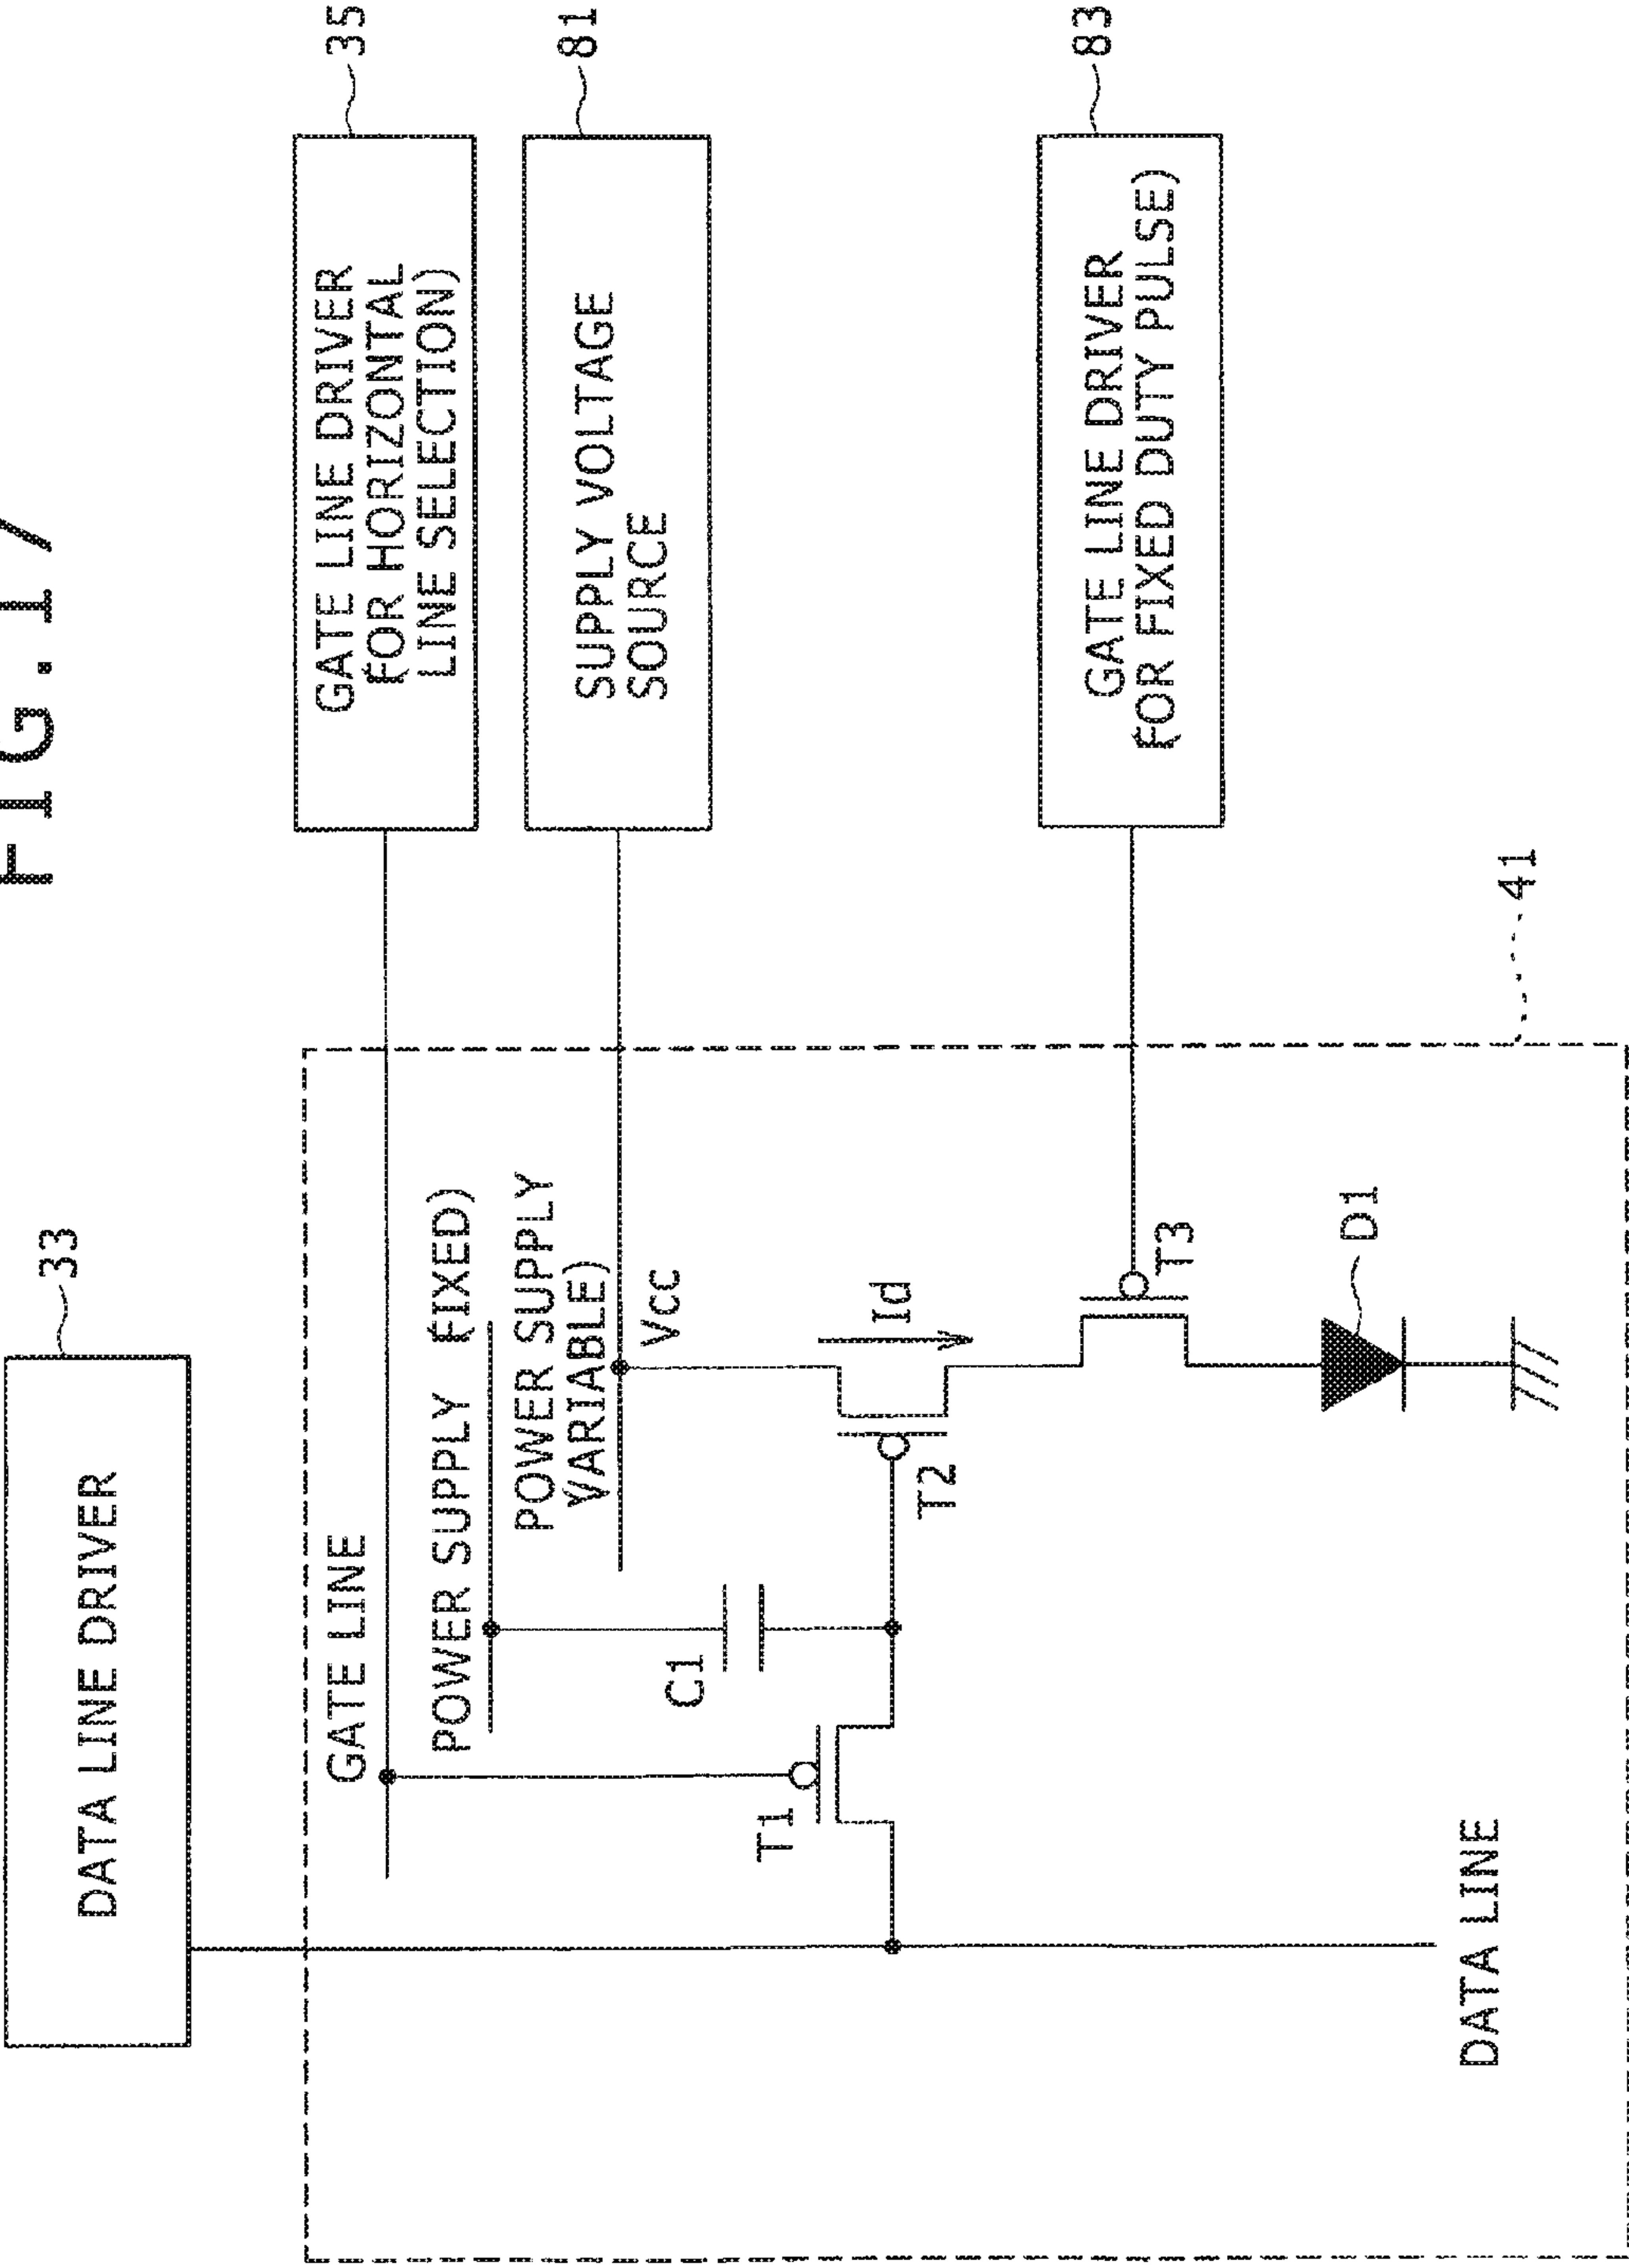 FIG.17
33
DATA LINE DRIVER
35
GATE LINE DRIVER
(FOR HORIZONTAL
LINE SELECTION)
GATE LINE
81
SUPPLY VOLTAGE
SOURCE
POWER SUPPLY (FIXED)
POWER SUPPLY
(VARIABLE)
Vcc
C1
T1
T2
Id
83
GATE LINE DRIVER
(FOR FIXED DUTY PULSE)
T3
D1
DATA LINE
41